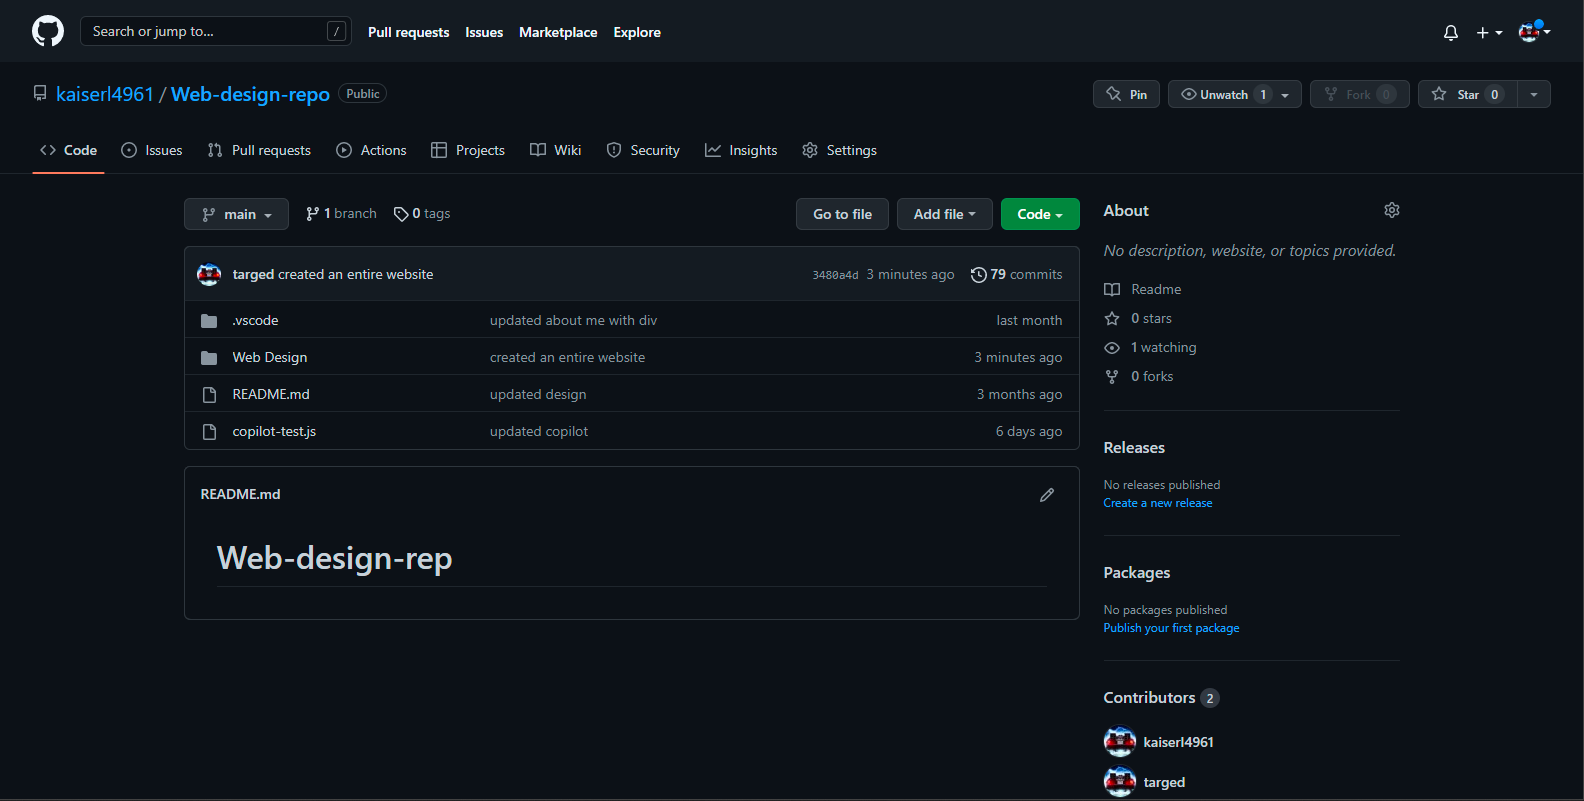 Search or jump to... / Pull requests Issues Marketplace Explore
kaiserl4961 / Web-design-repo Public Pin Unwatch 1 Fork 0 Star 0
Code Issues Pull requests Actions Projects Wiki Security Insights Settings
main 1 branch 0 tags Go to file Add file Code
targed created an entire website 3480a4d 3 minutes ago 79 commits
.vscode updated about me with div last month
Web Design created an entire website 3 minutes ago
README.md updated design 3 months ago
copilot-test.js updated copilot 6 days ago
README.md
Web-design-rep
About
No description, website, or topics provided.
Readme
0 stars
1 watching
0 forks
Releases
No releases published
Create a new release
Packages
No packages published
Publish your first package
Contributors 2
kaiserl4961
targed